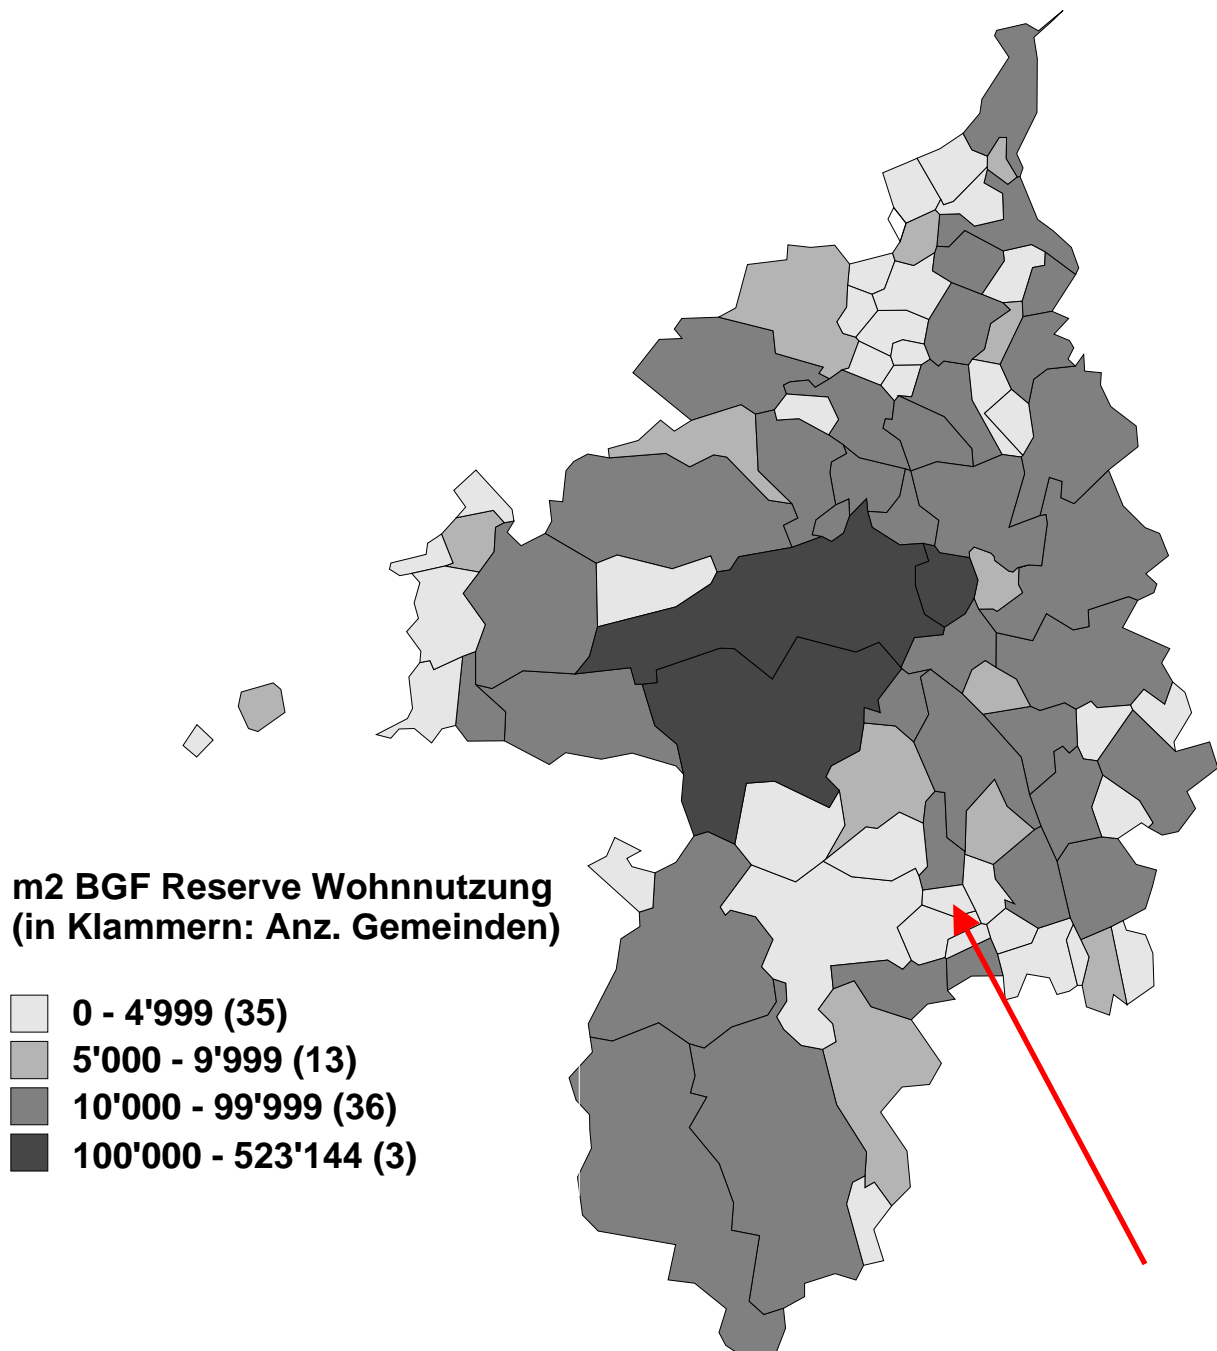 m2 BGF Reserve Wohnnutzung
(in Klammern: Anz. Gemeinden)
0 - 4'999 (35)
5'000 - 9'999 (13)
10'000 - 99'999 (36)
100'000 - 523'144 (3)